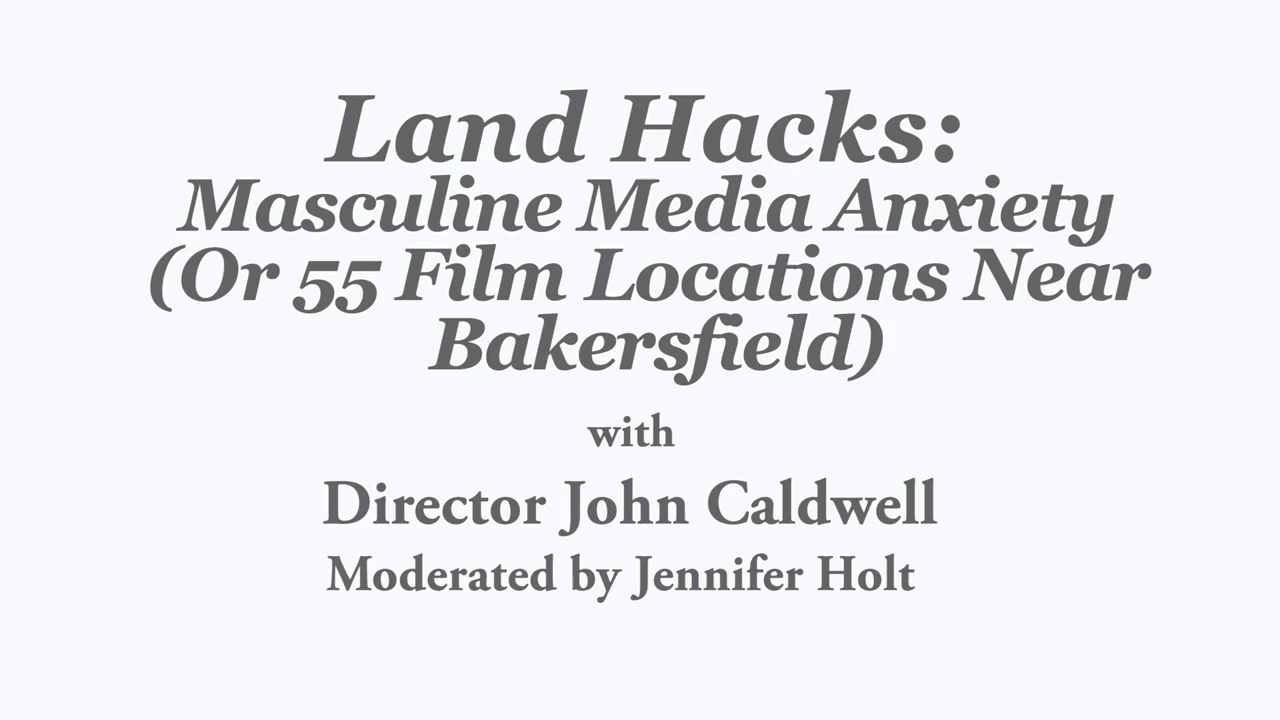 Land Hacks:
Masculine Media Anxiety
(Or 55 Film Locations Near
Bakersfield)
with
Director John Caldwell
Moderated by Jennifer Holt